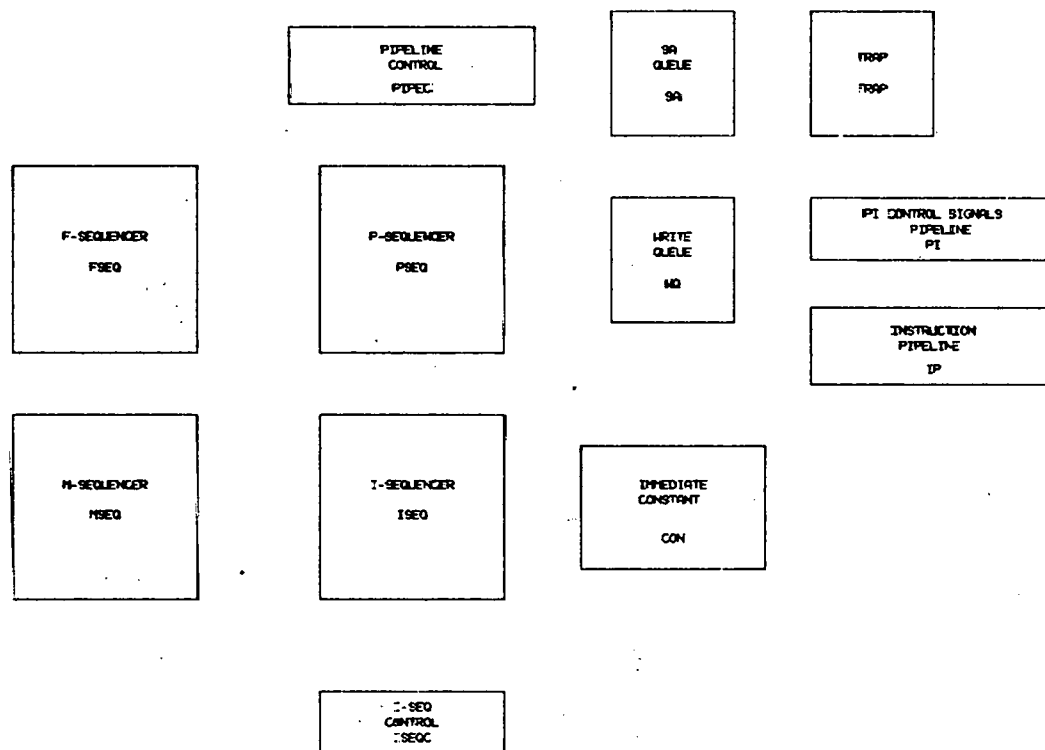 PIPELINE
CONTROL
PIPEC
SA
QUEUE
SA
TRAP
TRAP
F-SEQUENCER
FSEQ
P-SEQUENCER
PSEQ
WRITE
QUEUE
WQ
IPI CONTROL SIGNALS
PIPELINE
PI
INSTRUCTION
PIPELINE
IP
M-SEQUENCER
MSEQ
I-SEQUENCER
ISEQ
IMMEDIATE
CONSTANT
CON
I-SEQ
CONTROL
ISEQC